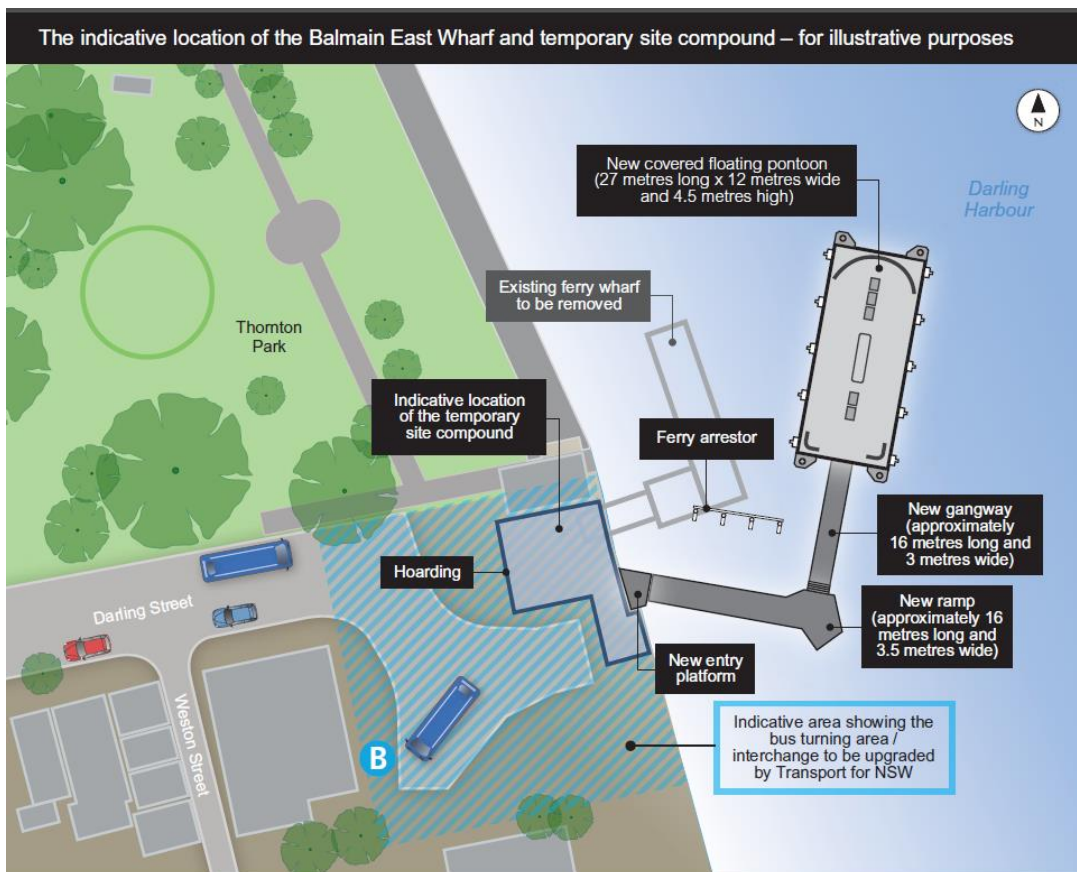 The indicative location of the Balmain East Wharf and temporary site compound – for illustrative purposes
N
New covered floating pontoon
(27 metres long x 12 metres wide
and 4.5 metres high)
Darling
Harbour
Existing ferry wharf
to be removed
Thornton
Park
Indicative location
of the temporary
site compound
Ferry arrestor
New gangway
(approximately
16 metres long and
3 metres wide)
Hoarding
Darling Street
New ramp
(approximately 16
metres long and
3.5 metres wide)
New entry
platform
Weston Street
B
Indicative area showing the
bus turning area /
interchange to be upgraded
by Transport for NSW